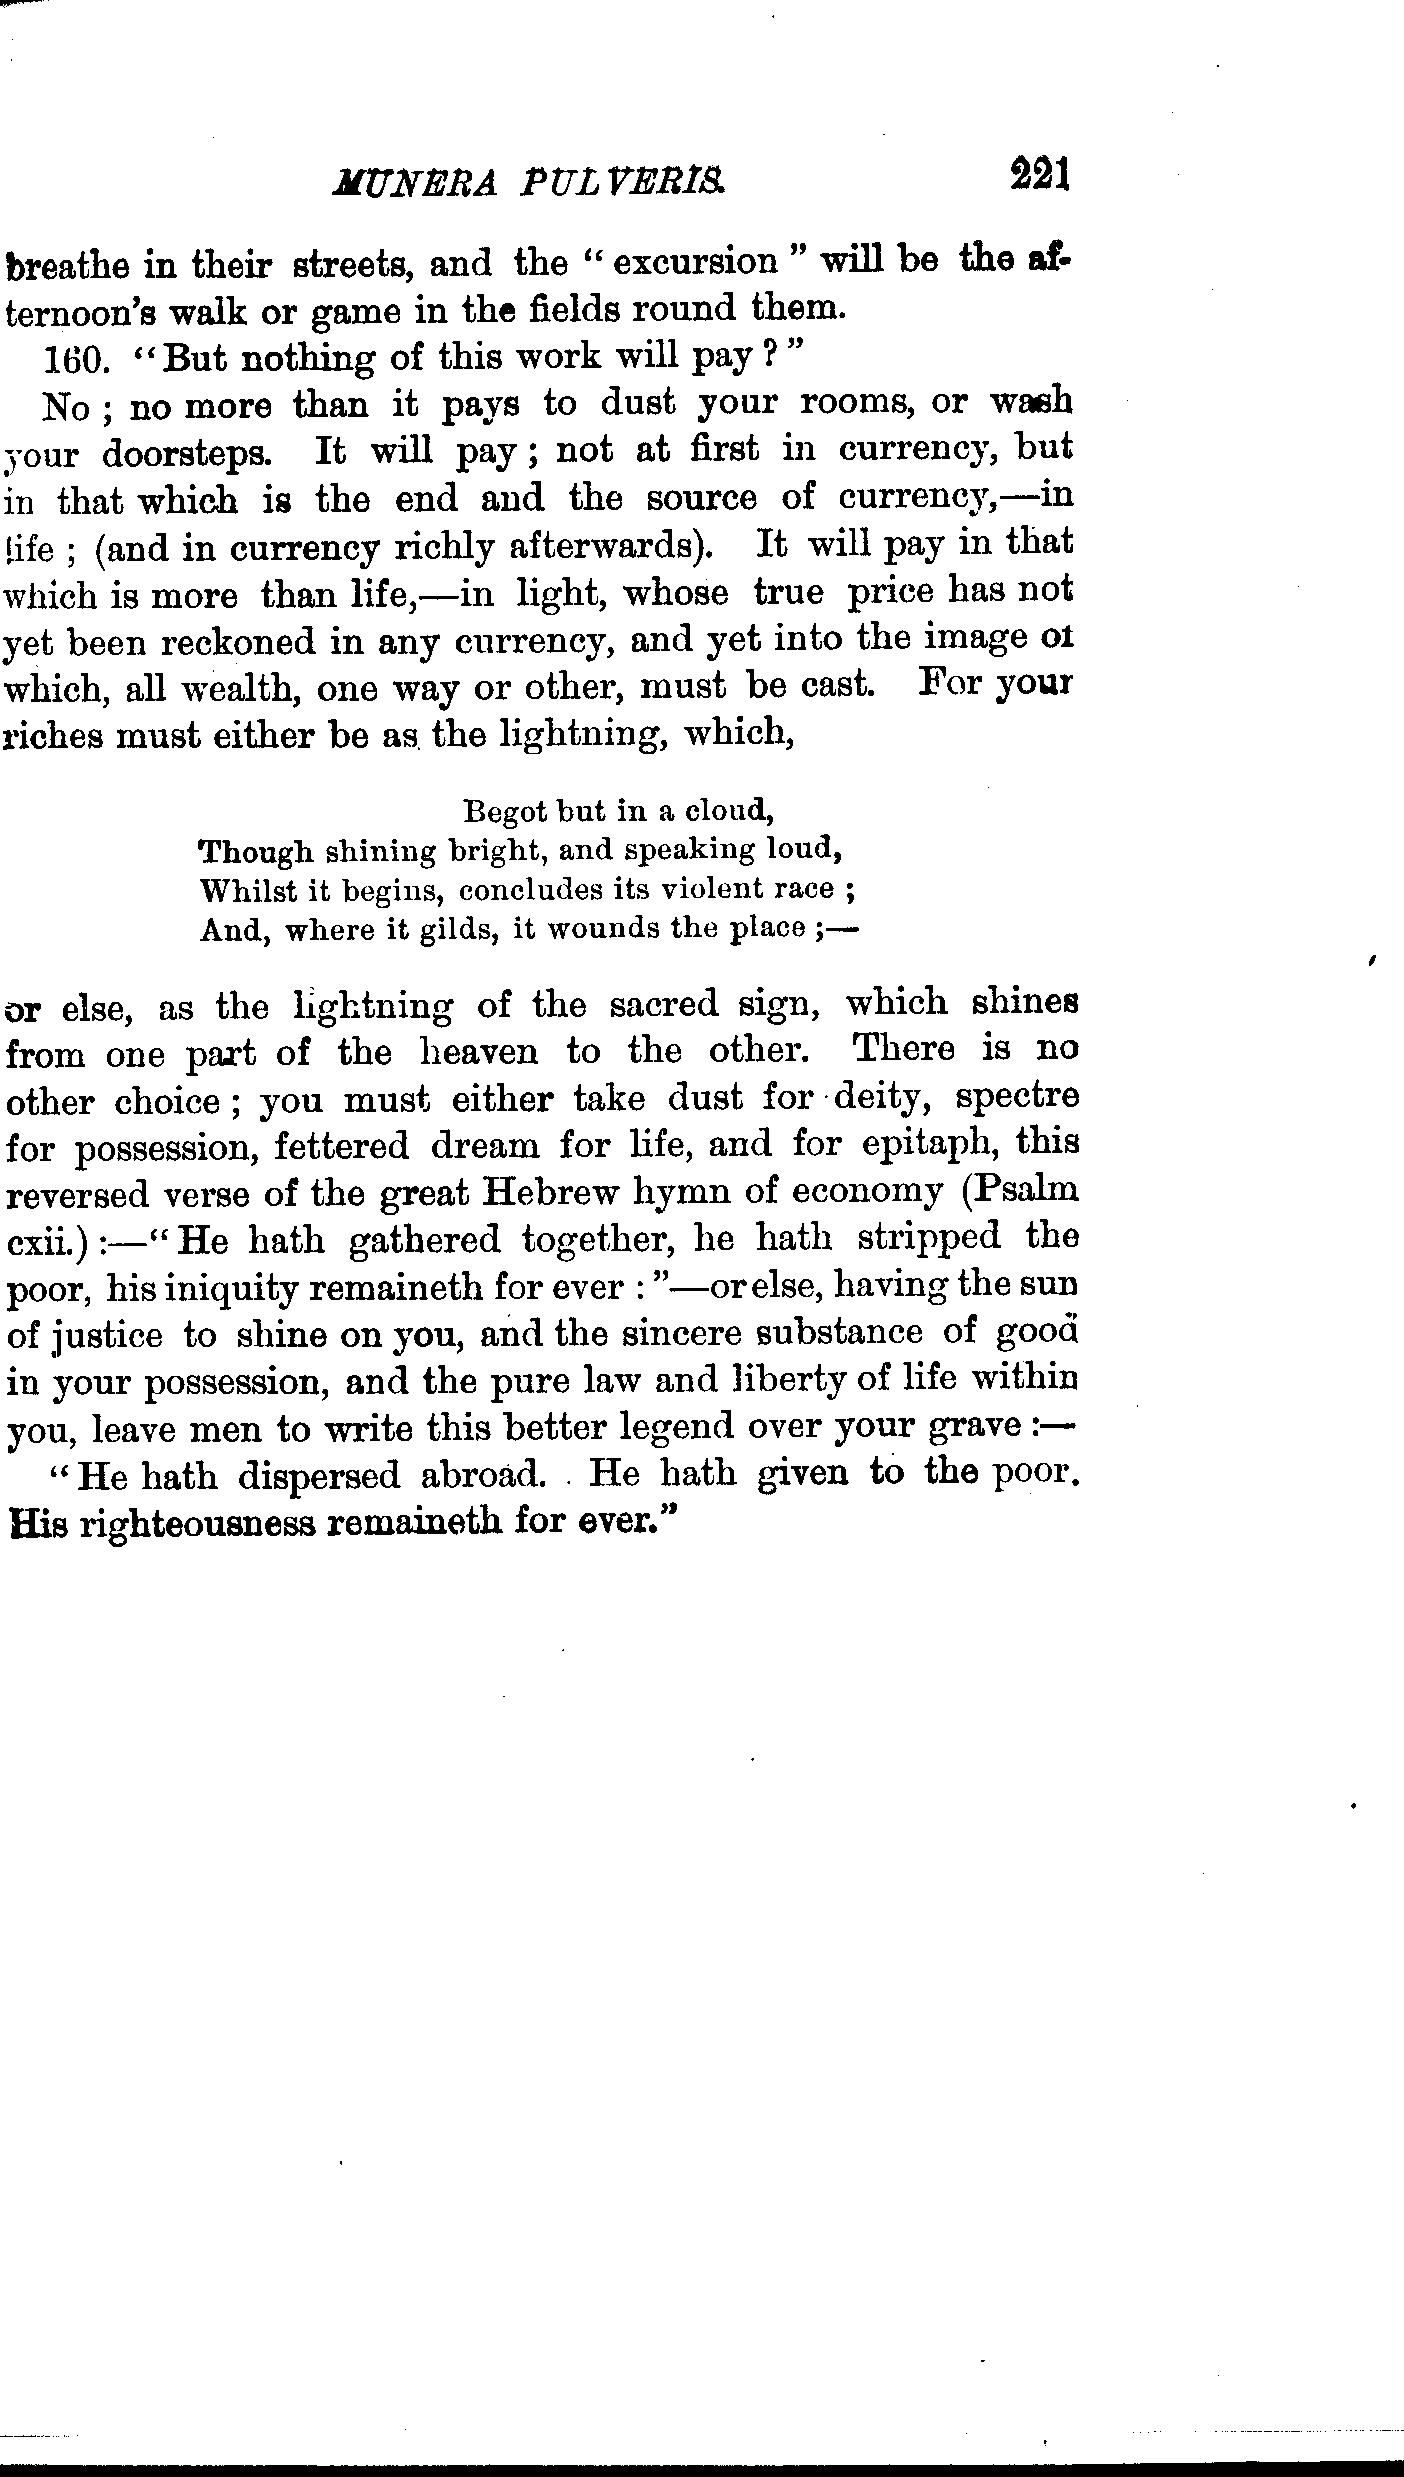 MUNERA PULVERIS. 221
breathe in their streets, and the “ excursion ” will be the af-
ternoon’s walk or game in the fields round them.
160. “But nothing of this work will pay ? ”
No ; no more than it pays to dust your rooms, or wash
your doorsteps. It will pay ; not at first in currency, but
in that which is the end and the source of currency,—in
life ; (and in currency richly afterwards). It will pay in that
which is more than life,—in light, whose true price has not
yet been reckoned in any currency, and yet into the image of
which, all wealth, one way or other, must be cast. For your
riches must either be as the lightning, which,
Begot but in a cloud,
Though shining bright, and speaking loud,
Whilst it begins, concludes its violent race ;
And, where it gilds, it wounds the place ;—
or else, as the lightning of the sacred sign, which shines
from one part of the heaven to the other. There is no
other choice ; you must either take dust for deity, spectre
for possession, fettered dream for life, and for epitaph, this
reversed verse of the great Hebrew hymn of economy (Psalm
cxii.) :—“ He hath gathered together, he hath stripped the
poor, his iniquity remaineth for ever : ”—or else, having the sun
of justice to shine on you, and the sincere substance of good
in your possession, and the pure law and liberty of life within
you, leave men to write this better legend over your grave :—
“ He hath dispersed abroad. He hath given to the poor.
His righteousness remaineth for ever.”